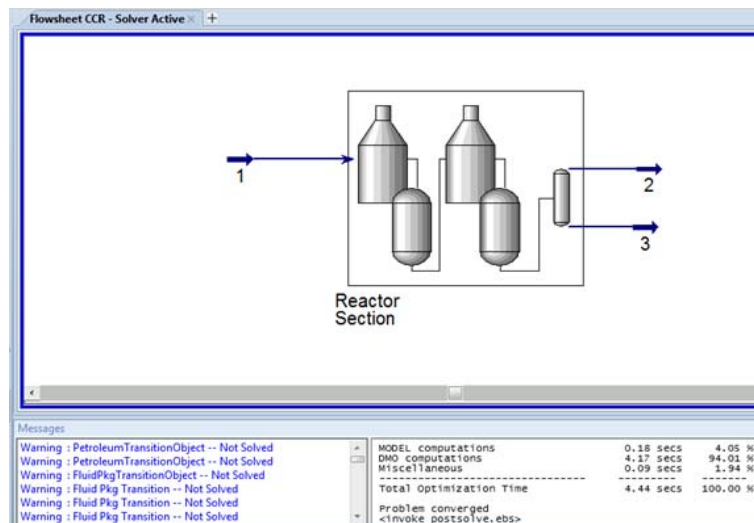 Flowsheet CCR - Solver Active × +
1
2
3
Reactor
Section
Messages
Warning : PetroleumTransitionObject -- Not Solved
Warning : PetroleumTransitionObject -- Not Solved
Warning : FluidPkgTransitionObject -- Not Solved
Warning : Fluid Pkg Transition -- Not Solved
Warning : Fluid Pkg Transition -- Not Solved
Warning : Fluid Pkg Transition -- Not Solved
MODEL computations 0.18 secs 4.05 %
DMO computations 4.17 secs 94.01 %
Miscellaneous 0.09 secs 1.94 %
Total Optimization Time 4.44 secs 100.00 %
Problem converged
<invoke postsolve.ebs>